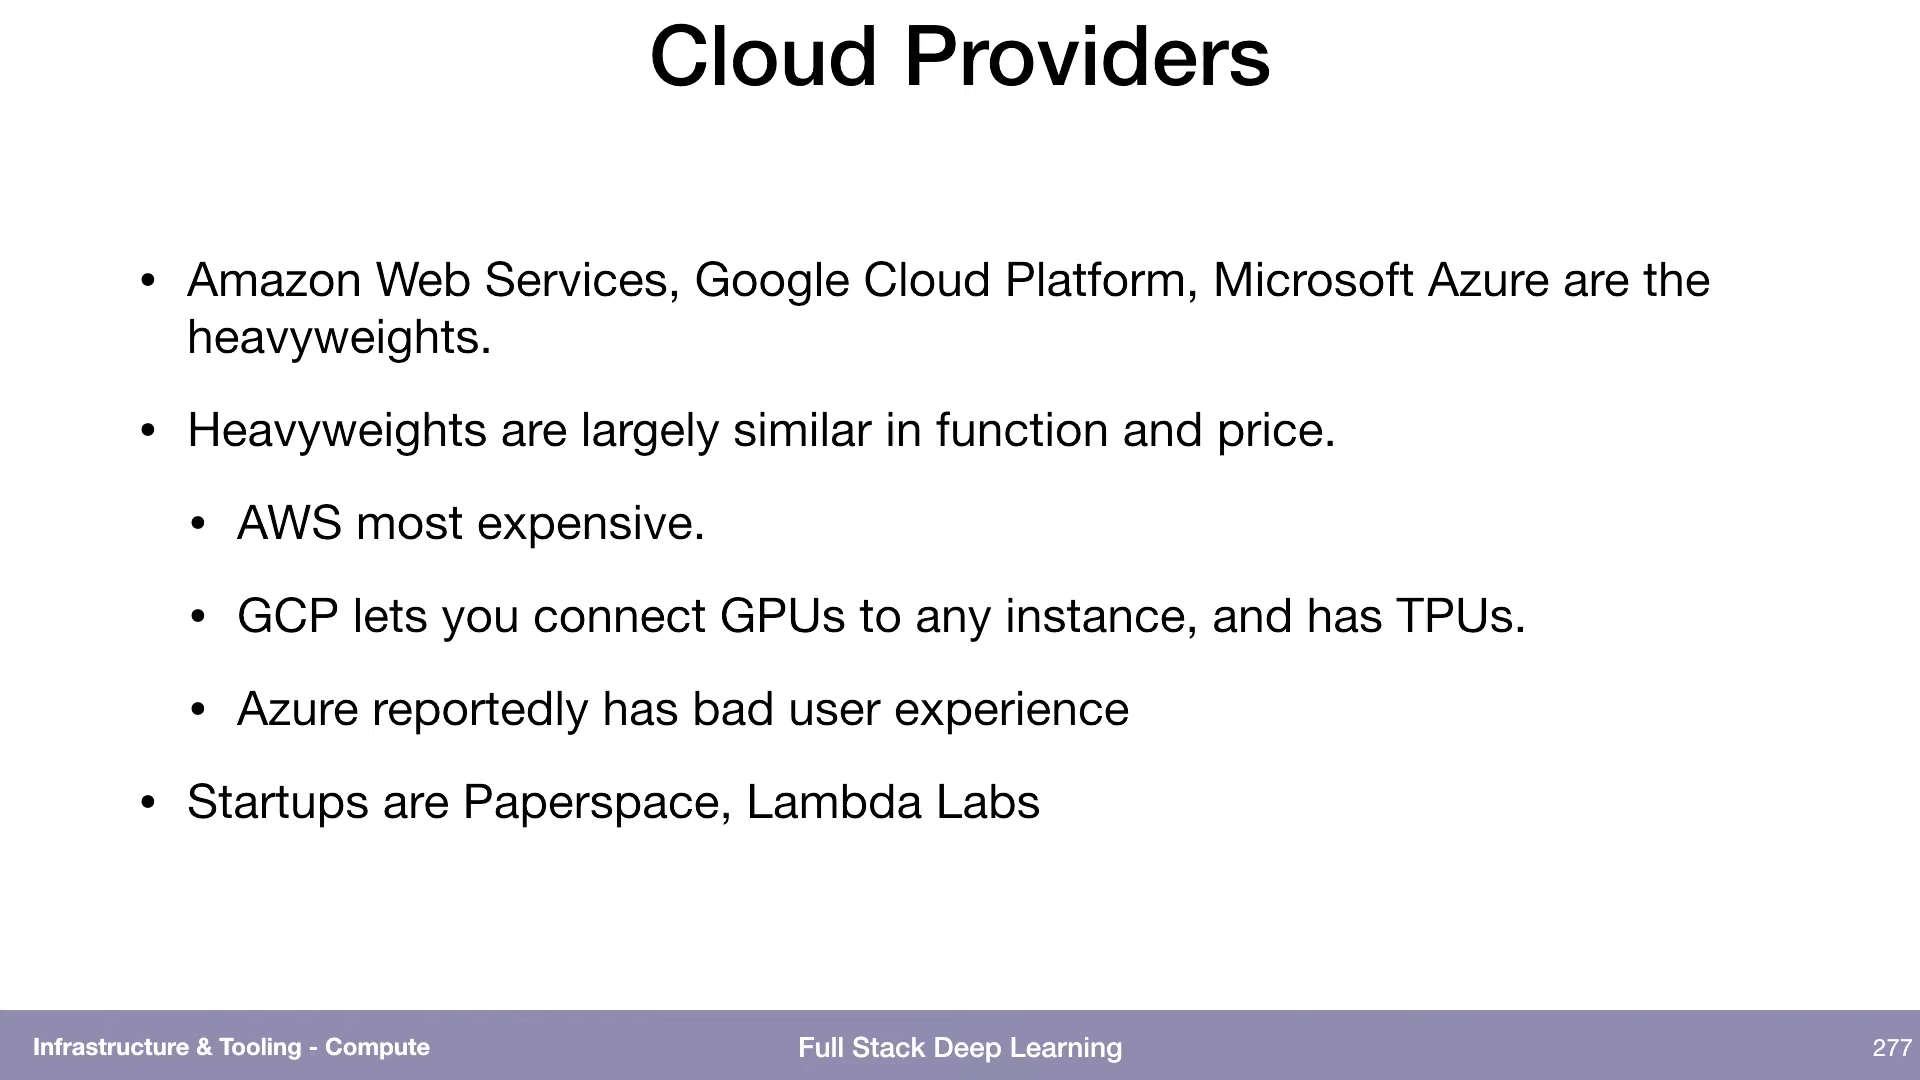 Cloud Providers
• Amazon Web Services, Google Cloud Platform, Microsoft Azure are the
heavyweights.
• Heavyweights are largely similar in function and price.
• AWS most expensive.
• GCP lets you connect GPUs to any instance, and has TPUs.
• Azure reportedly has bad user experience
• Startups are Paperspace, Lambda Labs
Infrastructure & Tooling - Compute
Full Stack Deep Learning
277